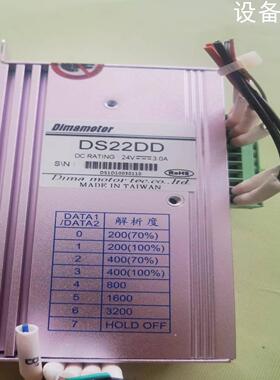 设备
Dimamotor
DS22DD
DC RATING 24V⎓3.0A
S\N: DS1D10090110
RoHS
Dima motor tec.co.,ltd
MADE IN TAIWAN
DATA1/DATA2 解析度
0 200(70%)
1 200(100%)
2 400(70%)
3 400(100%)
4 800
5 1600
6 3200
7 HOLD OFF